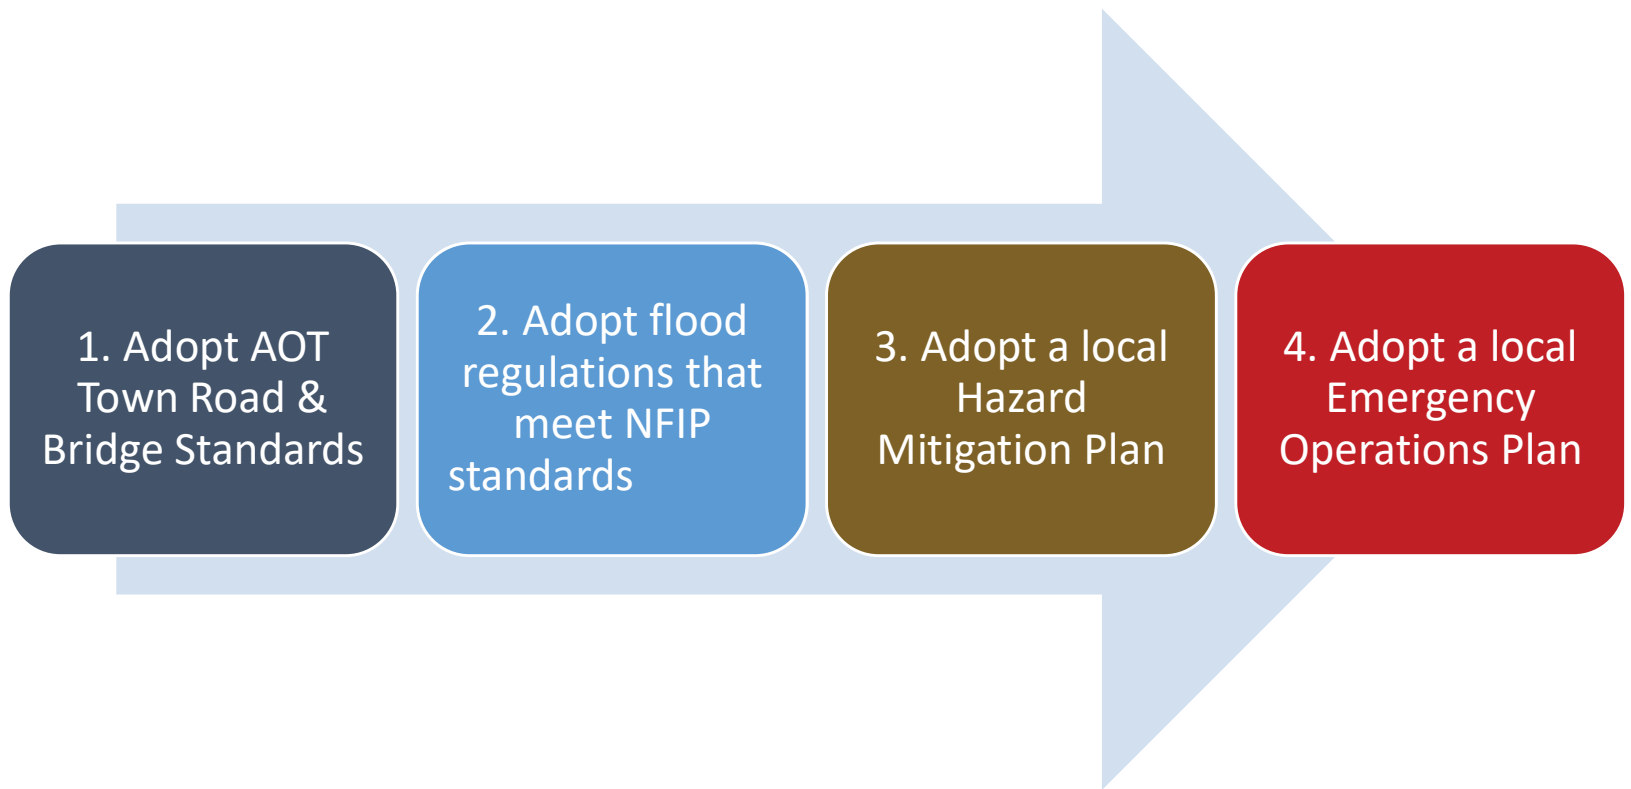 1. Adopt AOT
Town Road &
Bridge Standards
2. Adopt flood
regulations that
meet NFIP
standards
3. Adopt a local
Hazard
Mitigation Plan
4. Adopt a local
Emergency
Operations Plan